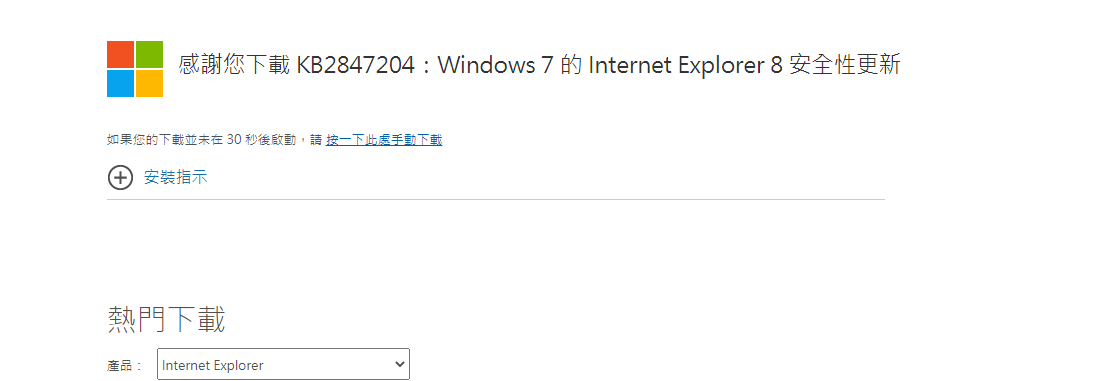 感謝您下載 KB2847204：Windows 7 的 Internet Explorer 8 安全性更新
如果您的下載並未在 30 秒後啟動，請 按一下此處手動下載
安裝指示
熱門下載
產品： Internet Explorer